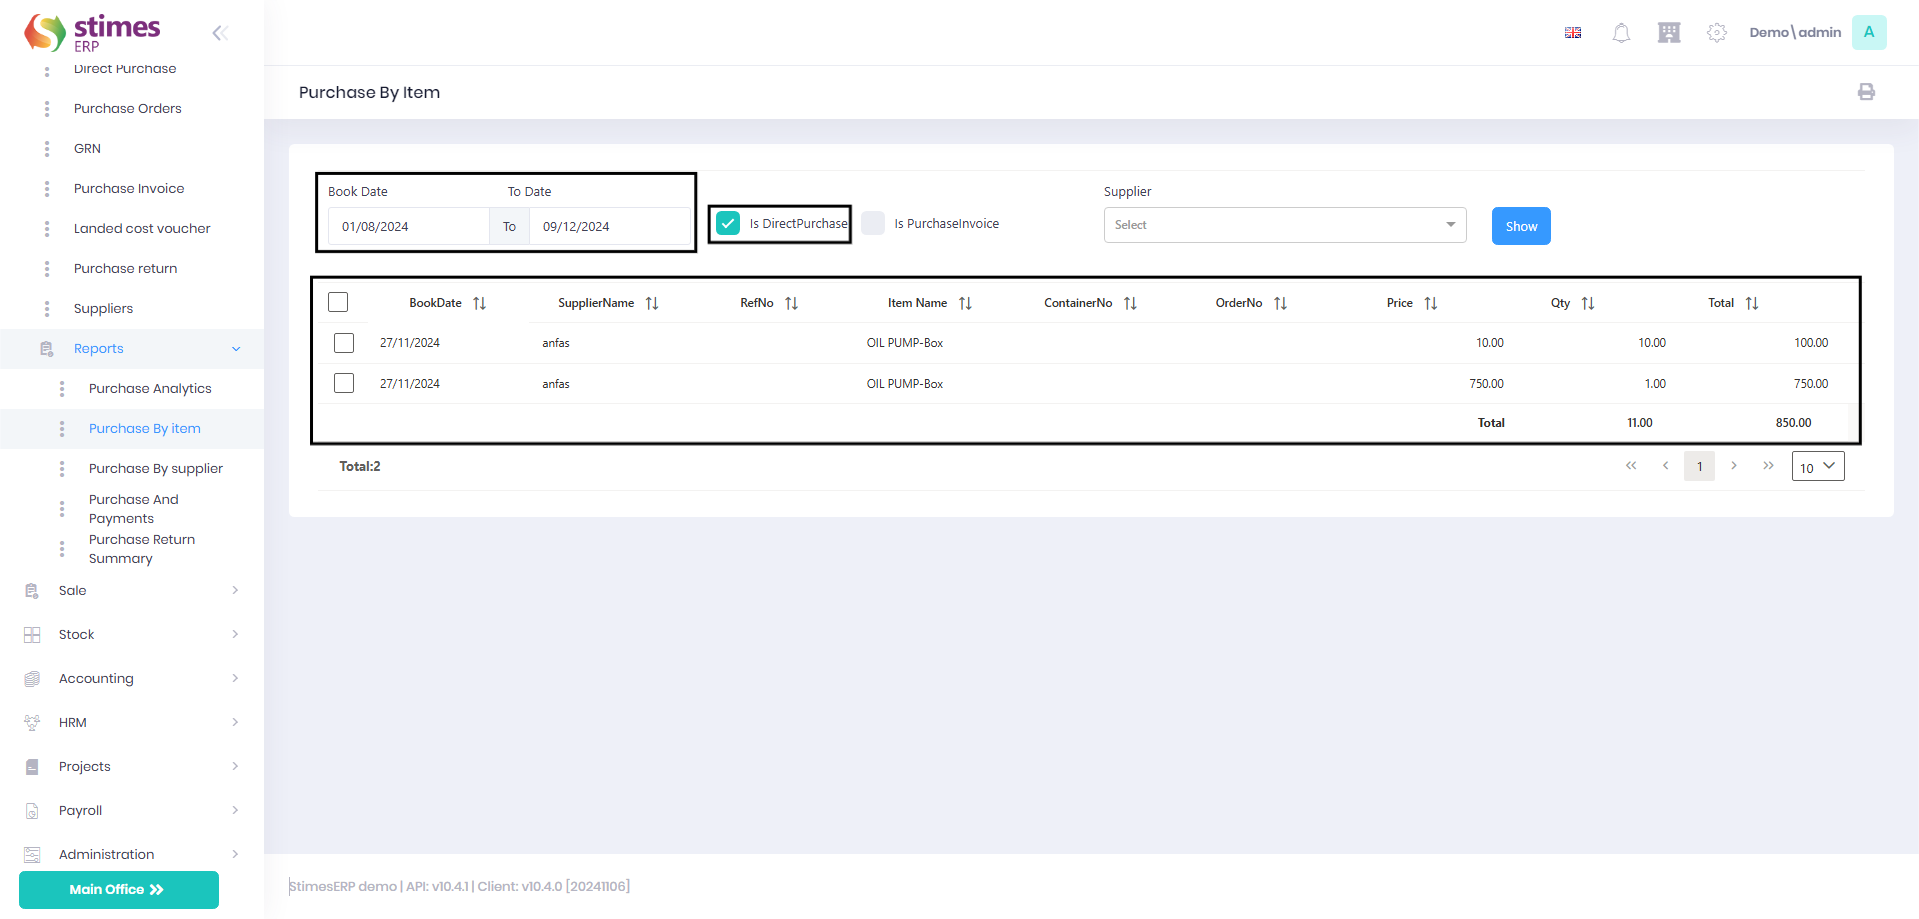 stimes
ERP
Demo\admin
A
Direct Purchase
Purchase Orders
GRN
Purchase Invoice
Landed cost voucher
Purchase return
Suppliers
Reports
Purchase Analytics
Purchase By item
Purchase By supplier
Purchase And
Payments
Purchase Return
Summary
Sale
Stock
Accounting
HRM
Projects
Payroll
Administration
Main Office
Purchase By Item
Book Date To Date
01/08/2024 To 09/12/2024
Is DirectPurchase
Is PurchaseInvoice
Supplier
Select
Show
BookDate SupplierName RefNo Item Name ContainerNo OrderNo Price Qty Total
27/11/2024 anfas OIL PUMP-Box 10.00 10.00 100.00
27/11/2024 anfas OIL PUMP-Box 750.00 1.00 750.00
Total 11.00 850.00
Total:2
1
10
StimesERP demo | API: v10.4.1 | Client: v10.4.0 [20241106]